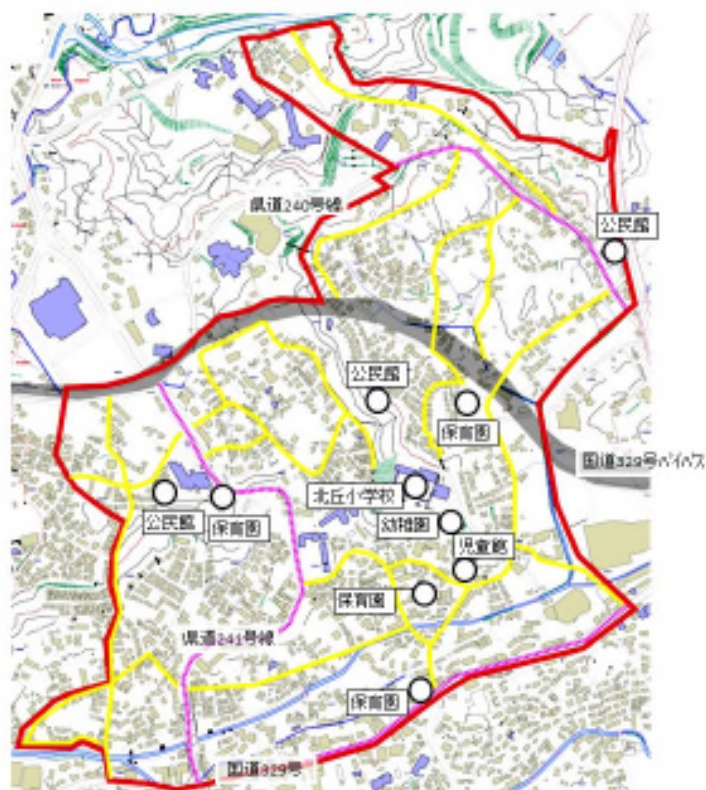 県道240号線
公民館
公民館
保育園
国道329号バイパス
北丘小学校
公民館
保育園
幼稚園
児童館
保育園
県道241号線
保育園
国道329号